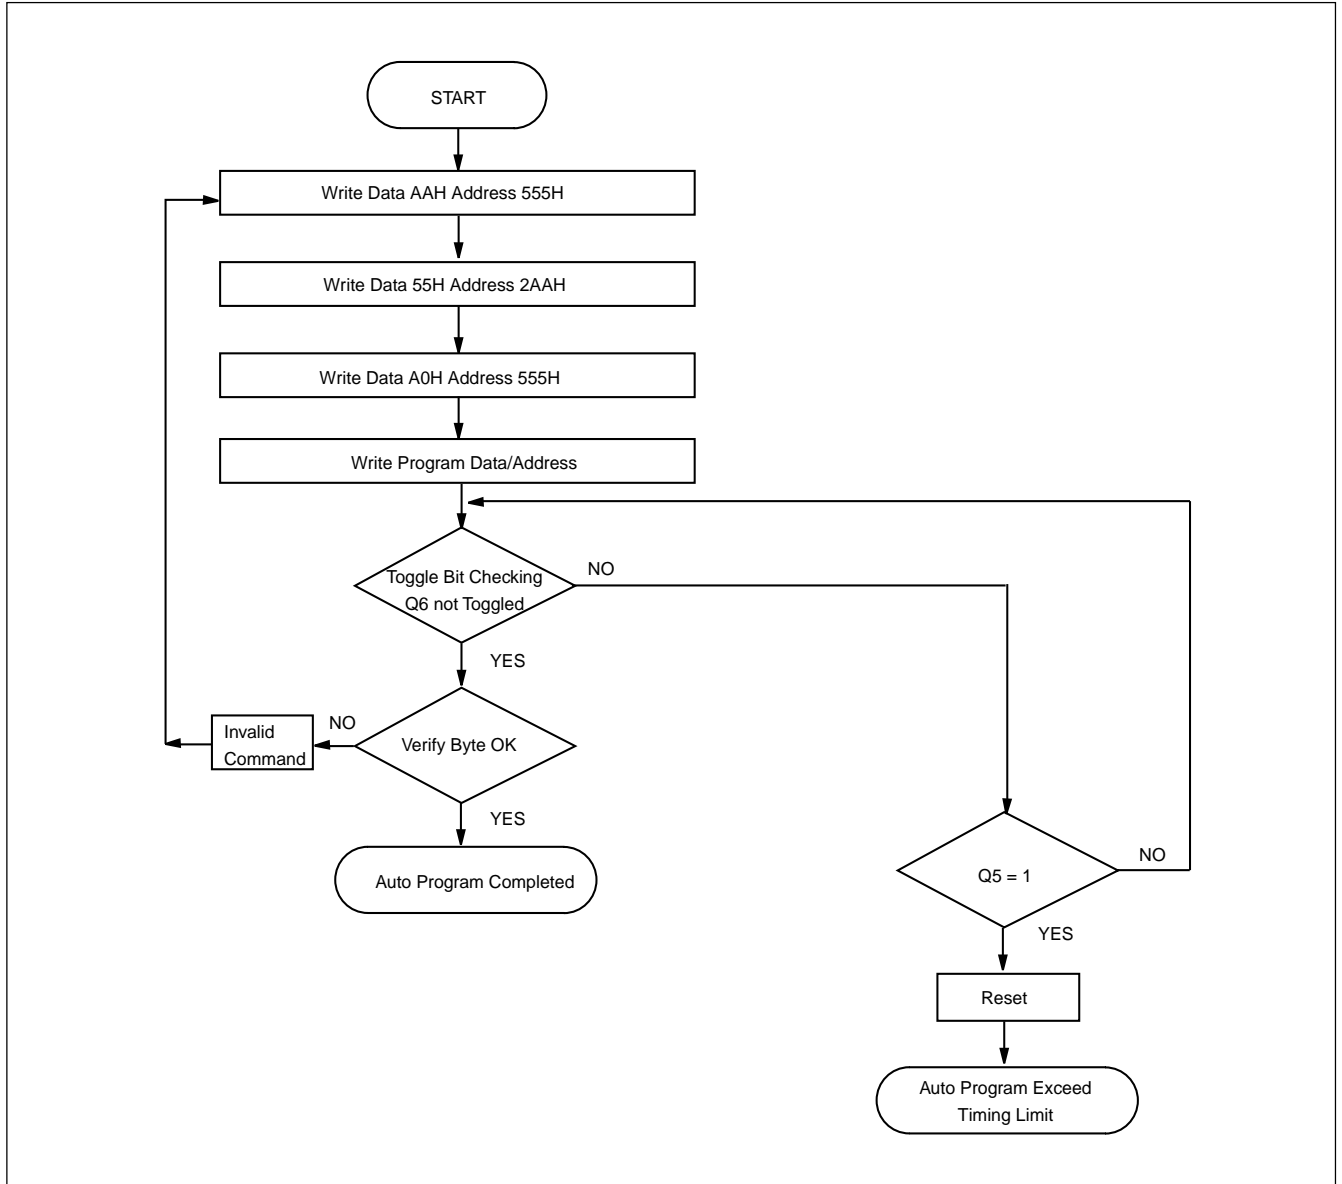 START
Write Data AAH Address 555H
Write Data 55H Address 2AAH
Write Data A0H Address 555H
Write Program Data/Address
Toggle Bit Checking
Q6 not Toggled
NO
YES
Invalid
Command
NO
Verify Byte OK
YES
Auto Program Completed
Q5 = 1
NO
YES
Reset
Auto Program Exceed
Timing Limit